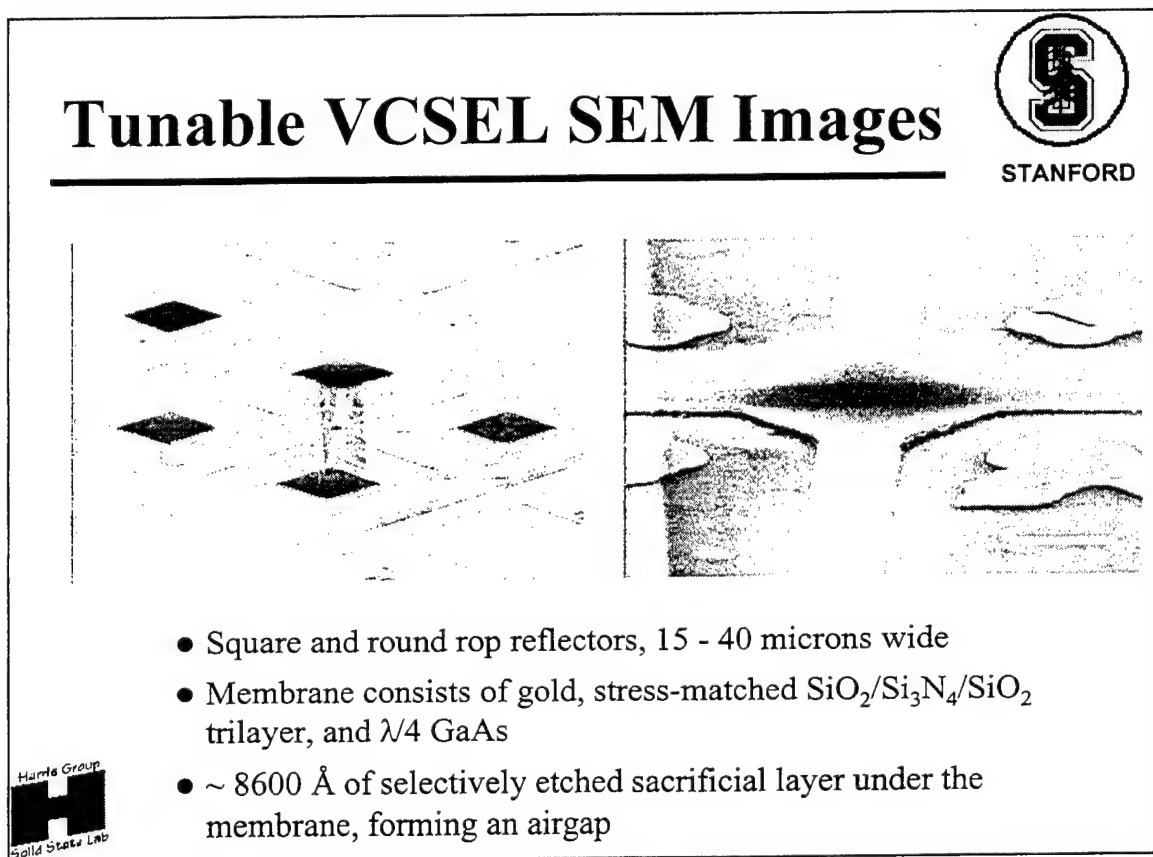 Tunable VCSEL SEM Images
STANFORD
● Square and round rop reflectors, 15 - 40 microns wide
● Membrane consists of gold, stress-matched SiO₂/Si₃N₄/SiO₂
trilayer, and λ/4 GaAs
● ~ 8600 Å of selectively etched sacrificial layer under the
membrane, forming an airgap
Harris Group
H
Solid State Lab